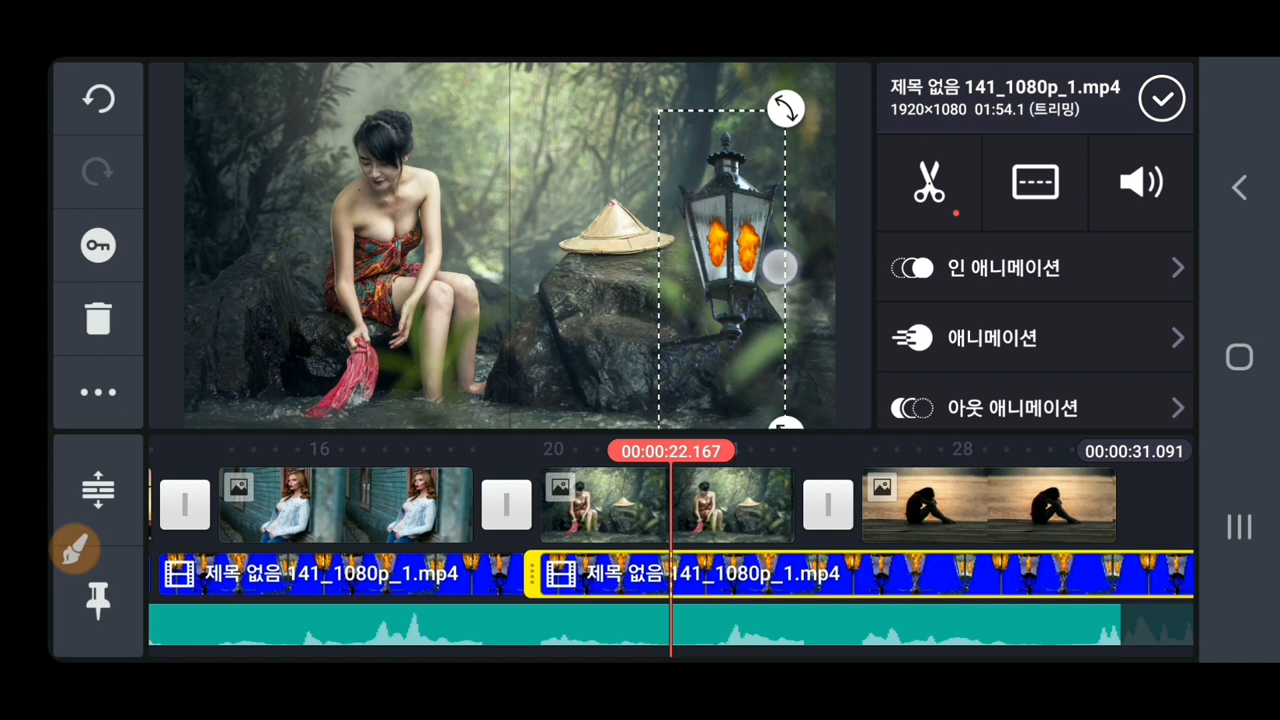 제목 없음 141_1080p_1.mp4
1920×1080 01:54.1 (트리밍)
인 애니메이션
애니메이션
아웃 애니메이션
16
20
00:00:22.167
28
00:00:31.091
제목 없음 141_1080p_1.mp4
제목 없음 141_1080p_1.mp4